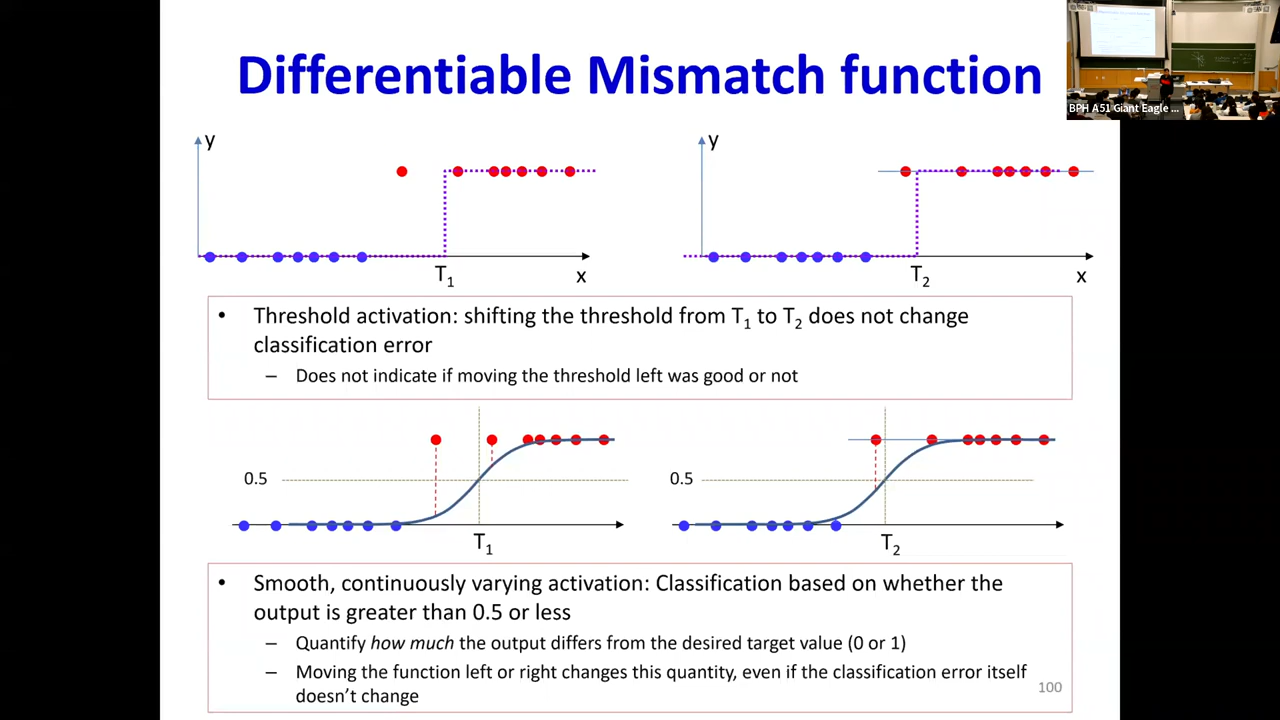 Differentiable Mismatch function
BPH A51 Giant Eagle ...
y
y
T1
x
T2
x
• Threshold activation: shifting the threshold from T1 to T2 does not change
classification error
– Does not indicate if moving the threshold left was good or not
0.5
0.5
T1
T2
• Smooth, continuously varying activation: Classification based on whether the
output is greater than 0.5 or less
– Quantify how much the output differs from the desired target value (0 or 1)
– Moving the function left or right changes this quantity, even if the classification error itself
doesn't change
100